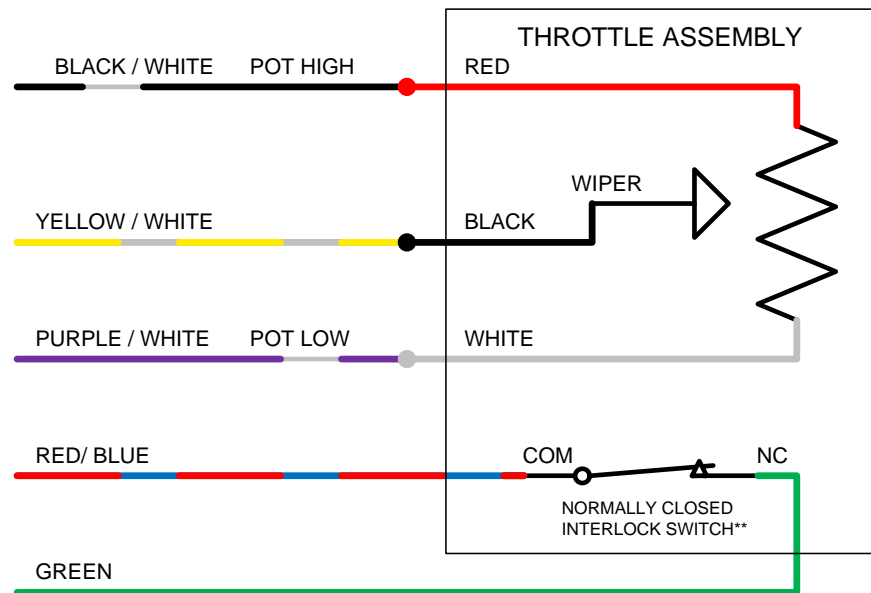 THROTTLE ASSEMBLY
BLACK / WHITE POT HIGH RED
WIPER
YELLOW / WHITE BLACK
PURPLE / WHITE POT LOW WHITE
RED/ BLUE COM NC
NORMALLY CLOSED
INTERLOCK SWITCH**
GREEN